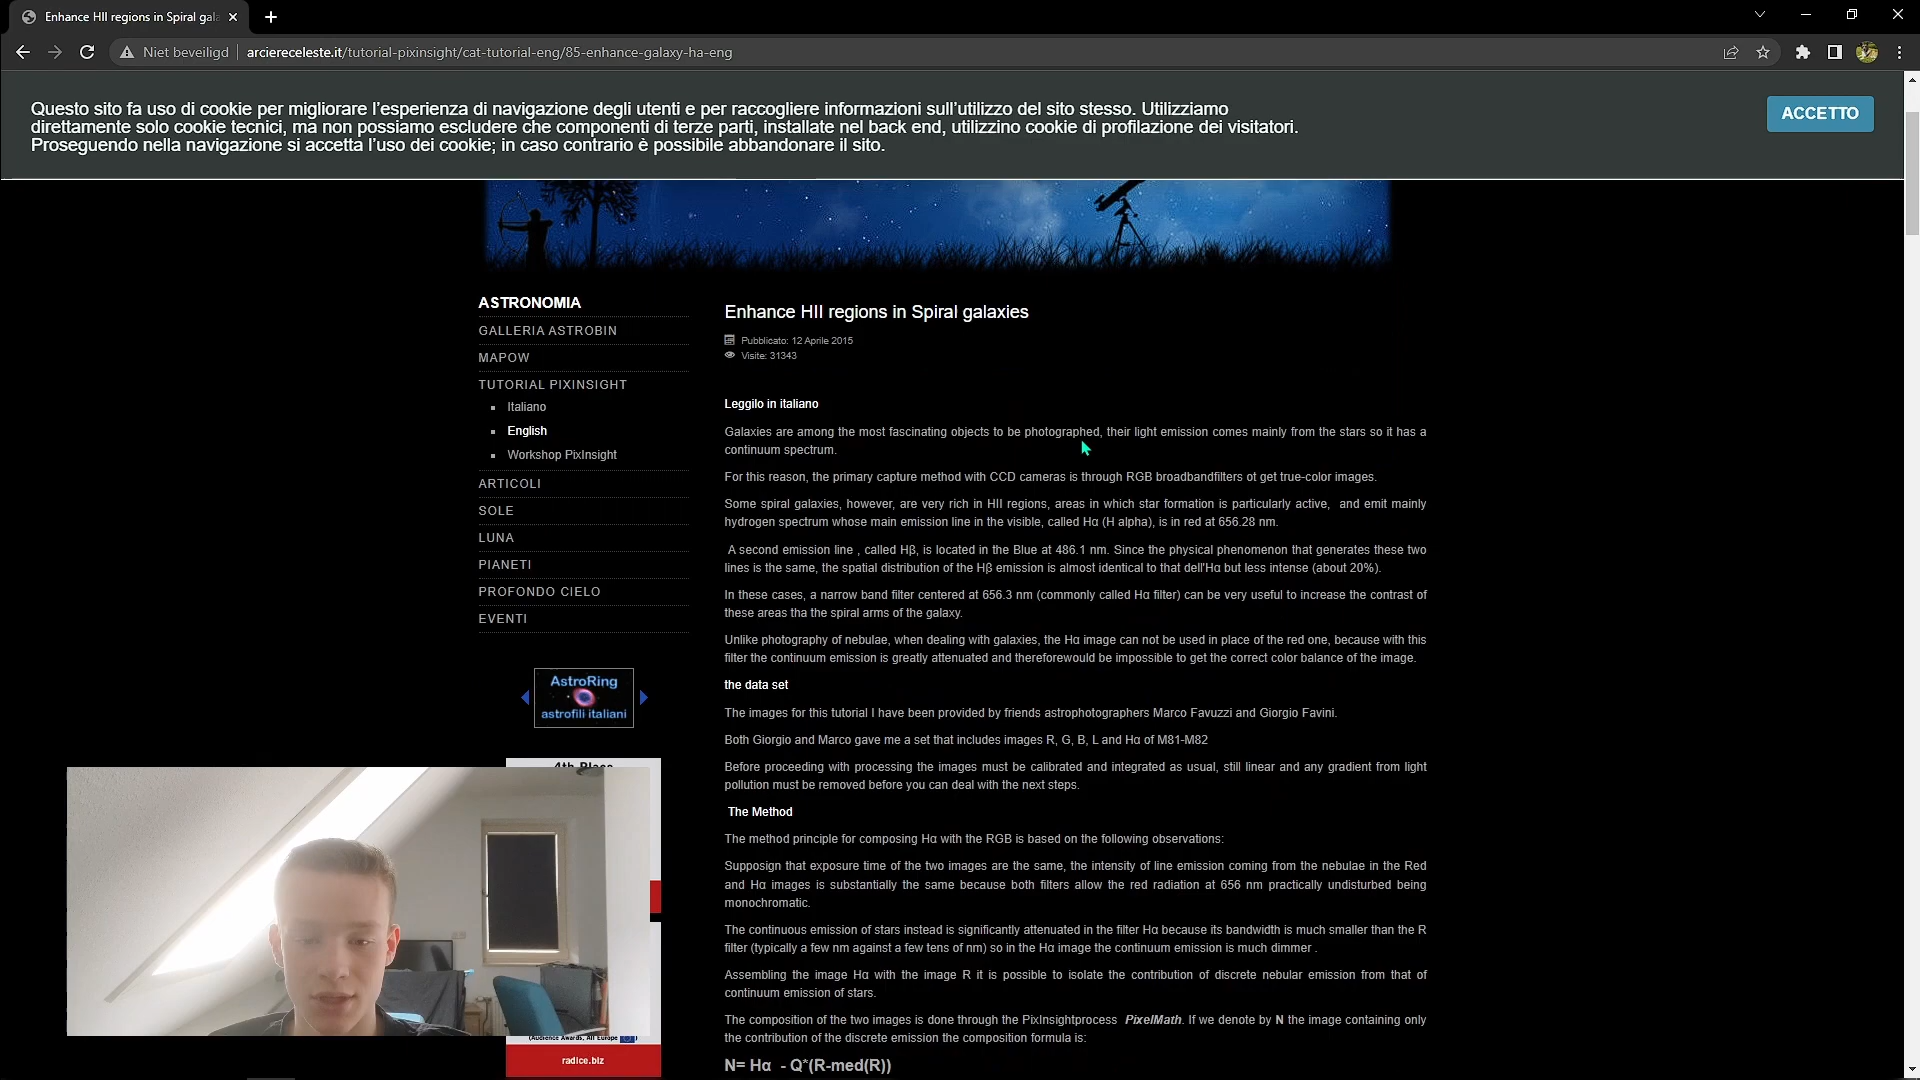 Enhance HII regions in Spiral gala
Niet beveiligd
arciereceleste.it/tutorial-pixinsight/cat-tutorial-eng/85-enhance-galaxy-ha-eng
Questo sito fa uso di cookie per migliorare l'esperienza di navigazione degli utenti e per raccogliere informazioni sull'utilizzo del sito stesso. Utilizziamo
direttamente solo cookie tecnici, ma non possiamo escludere che componenti di terze parti, installate nel back end, utilizzino cookie di profilazione dei visitatori.
Proseguendo nella navigazione si accetta l'uso dei cookie; in caso contrario è possibile abbandonare il sito.
ACCETTO
ASTRONOMIA
GALLERIA ASTROBIN
MAPOW
TUTORIAL PIXINSIGHT
Italiano
English
Workshop PixInsight
ARTICOLI
SOLE
LUNA
PIANETI
PROFONDO CIELO
EVENTI
AstroRing
astrofili italiani
4th Place
(Audience Awards, All Europe
radice.biz
Enhance HII regions in Spiral galaxies
Pubblicato: 12 Aprile 2015
Visite: 31343
Leggilo in italiano
Galaxies are among the most fascinating objects to be photographed, their light emission comes mainly from the stars so it has a
continuum spectrum.
For this reason, the primary capture method with CCD cameras is through RGB broadbandfilters ot get true-color images.
Some spiral galaxies, however, are very rich in HII regions, areas in which star formation is particularly active, and emit mainly
hydrogen spectrum whose main emission line in the visible, called Hα (H alpha), is in red at 656.28 nm.
A second emission line , called Hβ, is located in the Blue at 486.1 nm. Since the physical phenomenon that generates these two
lines is the same, the spatial distribution of the Hβ emission is almost identical to that dell'Hα but less intense (about 20%).
In these cases, a narrow band filter centered at 656.3 nm (commonly called Hα filter) can be very useful to increase the contrast of
these areas tha the spiral arms of the galaxy.
Unlike photography of nebulae, when dealing with galaxies, the Hα image can not be used in place of the red one, because with this
filter the continuum emission is greatly attenuated and thereforewould be impossible to get the correct color balance of the image.
the data set
The images for this tutorial I have been provided by friends astrophotographers Marco Favuzzi and Giorgio Favini.
Both Giorgio and Marco gave me a set that includes images R, G, B, L and Hα of M81-M82
Before proceeding with processing the images must be calibrated and integrated as usual, still linear and any gradient from light
pollution must be removed before you can deal with the next steps.
The Method
The method principle for composing Hα with the RGB is based on the following observations:
Supposign that exposure time of the two images are the same, the intensity of line emission coming from the nebulae in the Red
and Hα images is substantially the same because both filters allow the red radiation at 656 nm practically undisturbed being
monochromatic.
The continuous emission of stars instead is significantly attenuated in the filter Hα because its bandwidth is much smaller than the R
filter (typically a few nm against a few tens of nm) so in the Hα image the continuum emission is much dimmer .
Assembling the image Hα with the image R it is possible to isolate the contribution of discrete nebular emission from that of
continuum emission of stars.
The composition of the two images is done through the PixInsightprocess PixelMath. If we denote by N the image containing only
the contribution of the discrete emission the composition formula is:
N= Hα - Q*(R-med(R))